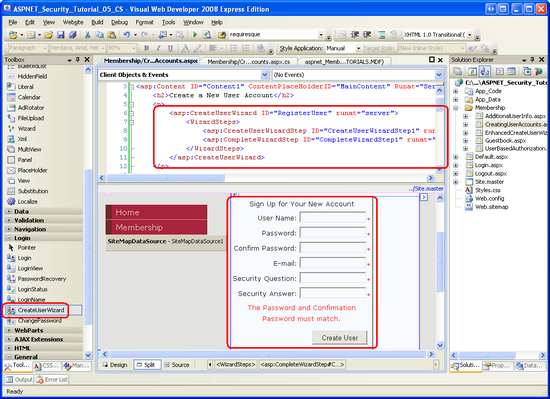 ASPNET_Security_Tutorial_05_CS - Visual Web Developer 2008 Express Edition
File Edit View Website Build Debug Format Tools Window Help
requiresque
XHTML 1.0 Transitional (
Paragraph Verdana, Arial, Hel 80% Style Application: Manual Target Rule: (New Inline Style)
Toolbox
BulletedList
HiddenField
Literal
Calendar
AdRotator
FileUpload
Wizard
Xml
MultiView
Panel
PlaceHolder
View
Substitution
Localize
Data
Validation
Navigation
Login
Pointer
Login
LoginView
PasswordRecovery
LoginStatus
LoginName
CreateUserWizard
ChangePassword
WebParts
AJAX Extensions
HTML
General
Tool... CSS... Man...
Membership/Cr...Accounts.aspx Membership/Cr...ccounts.aspx.cs aspnet_Memb...TORIALS.MDF)
Client Objects & Events (No Events)
3 <asp:Content ID="Content1" ContentPlaceHolderID="MainContent" Runat="Ser
4 <h2>Create a New User Account</h2>
5 <p>
6 <asp:CreateUserWizard ID="RegisterUser" runat="server">
7 <WizardSteps>
8 <asp:CreateUserWizardStep ID="CreateUserWizardStep1" run
9 <asp:CompleteWizardStep ID="CompleteWizardStep1" runat="
10 </WizardSteps>
11 </asp:CreateUserWizard>
12 </p>
./Site.master
Home
Membership
SiteMapDataSource - SiteMapDataSource1
Sign Up for Your New Account
User Name: *
Password: *
Confirm Password: *
E-mail: *
Security Question: *
Security Answer: *
The Password and Confirmation
Password must match.
Create User
Design Split Source <WizardSteps> <asp:CompleteWizardStep#C...>
Solution Explorer
C:\...\ASPNET_Security_T
App_Code
App_Data
Membership
AdditionalUserInfo.aspx
CreatingUserAccounts.as
EnhancedCreateUserWiz
Guestbook.aspx
UserBasedAuthorization.
Default.aspx
Login.aspx
Logout.aspx
Site.master
Styles.css
Web.config
Web.sitemap
Soluti... Prop... Data...
Output Error List
Ready